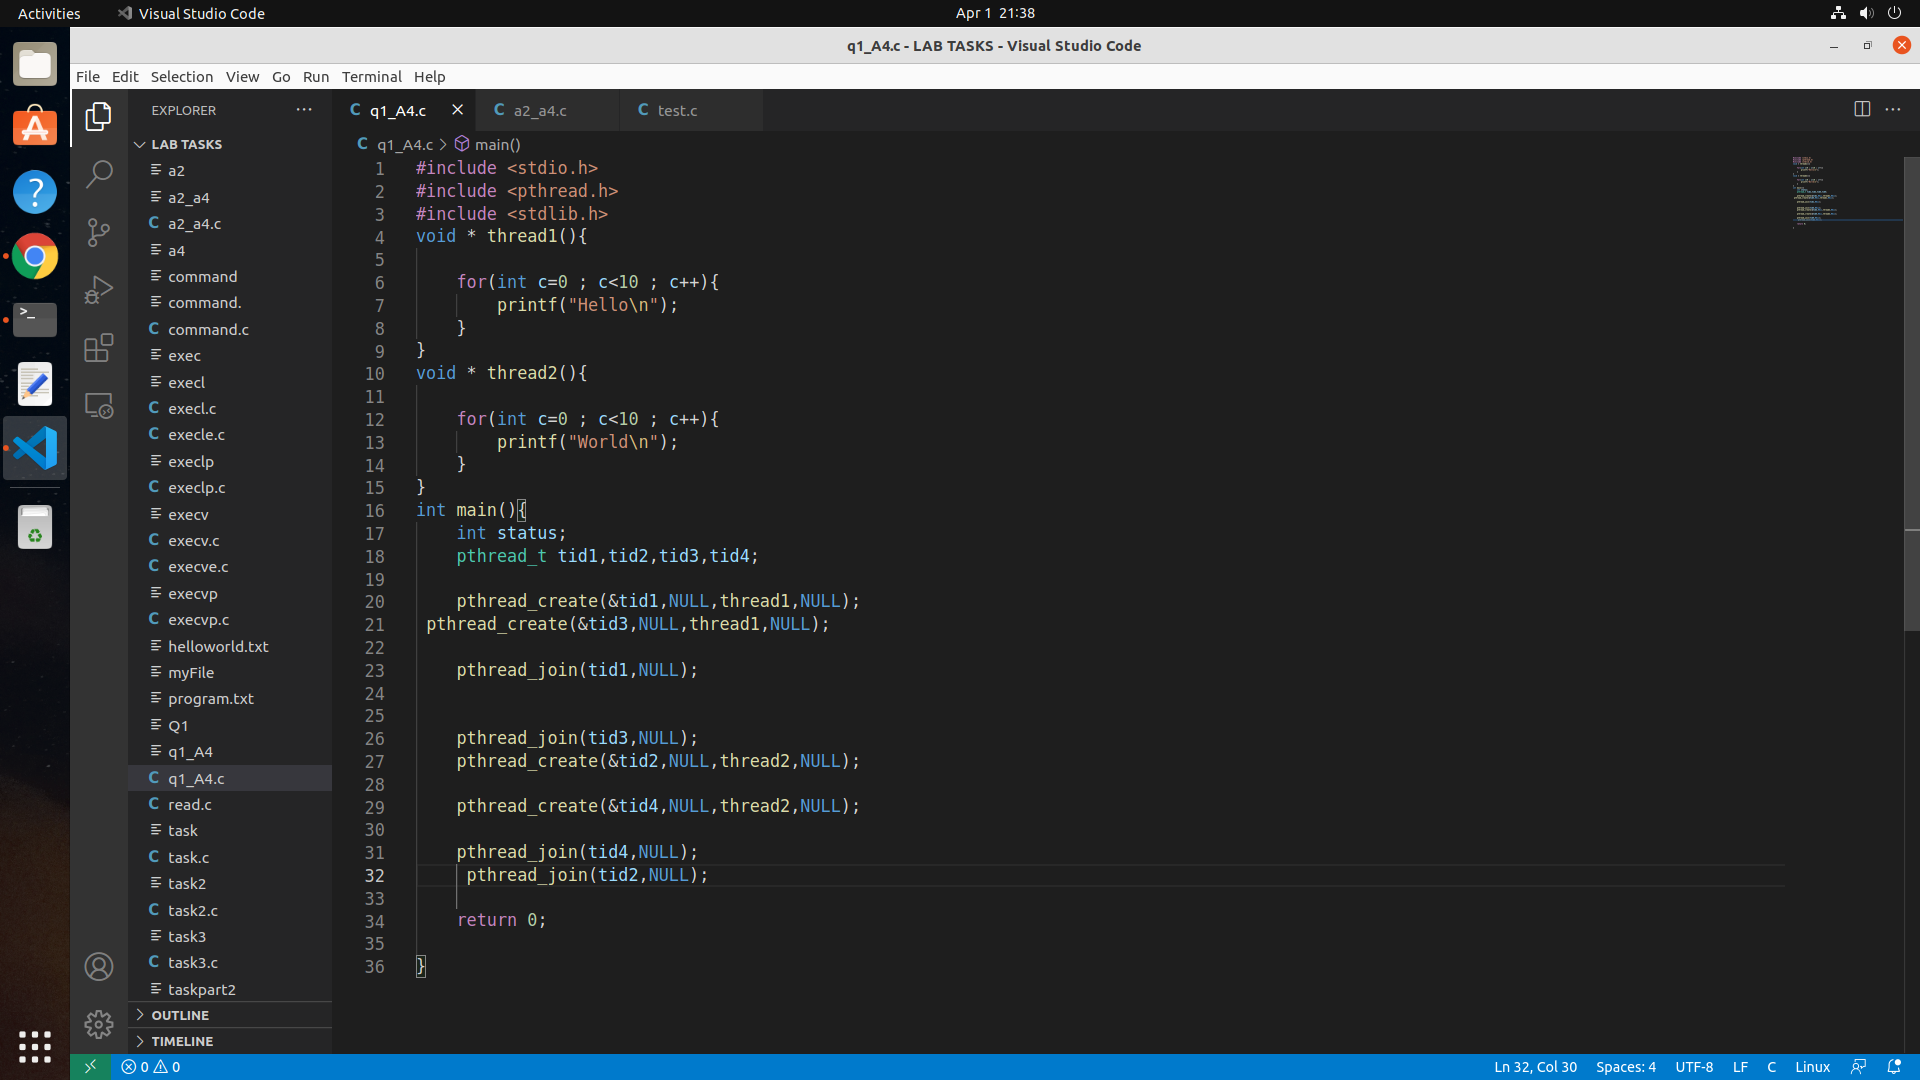 Activities
Visual Studio Code
Apr 1 21:38
q1_A4.c - LAB TASKS - Visual Studio Code
File Edit Selection View Go Run Terminal Help
EXPLORER
LAB TASKS
a2
a2_a4
C a2_a4.c
a4
command
command.
C command.c
exec
execl
C execl.c
C execle.c
execlp
C execlp.c
execv
C execv.c
C execve.c
execvp
C execvp.c
helloworld.txt
myFile
program.txt
Q1
q1_A4
C q1_A4.c
C read.c
task
C task.c
task2
C task2.c
task3
C task3.c
taskpart2
OUTLINE
TIMELINE
C q1_A4.c
C a2_a4.c
C test.c
C q1_A4.c > main()
1 #include <stdio.h>
2 #include <pthread.h>
3 #include <stdlib.h>
4 void * thread1(){
5
6 for(int c=0 ; c<10 ; c++){
7 printf("Hello\n");
8 }
9 }
10 void * thread2(){
11
12 for(int c=0 ; c<10 ; c++){
13 printf("World\n");
14 }
15 }
16 int main(){
17 int status;
18 pthread_t tid1,tid2,tid3,tid4;
19
20 pthread_create(&tid1,NULL,thread1,NULL);
21 pthread_create(&tid3,NULL,thread1,NULL);
22
23 pthread_join(tid1,NULL);
24
25
26 pthread_join(tid3,NULL);
27 pthread_create(&tid2,NULL,thread2,NULL);
28
29 pthread_create(&tid4,NULL,thread2,NULL);
30
31 pthread_join(tid4,NULL);
32 pthread_join(tid2,NULL);
33
34 return 0;
35
36 }
0 0
Ln 32, Col 30 Spaces: 4 UTF-8 LF C Linux